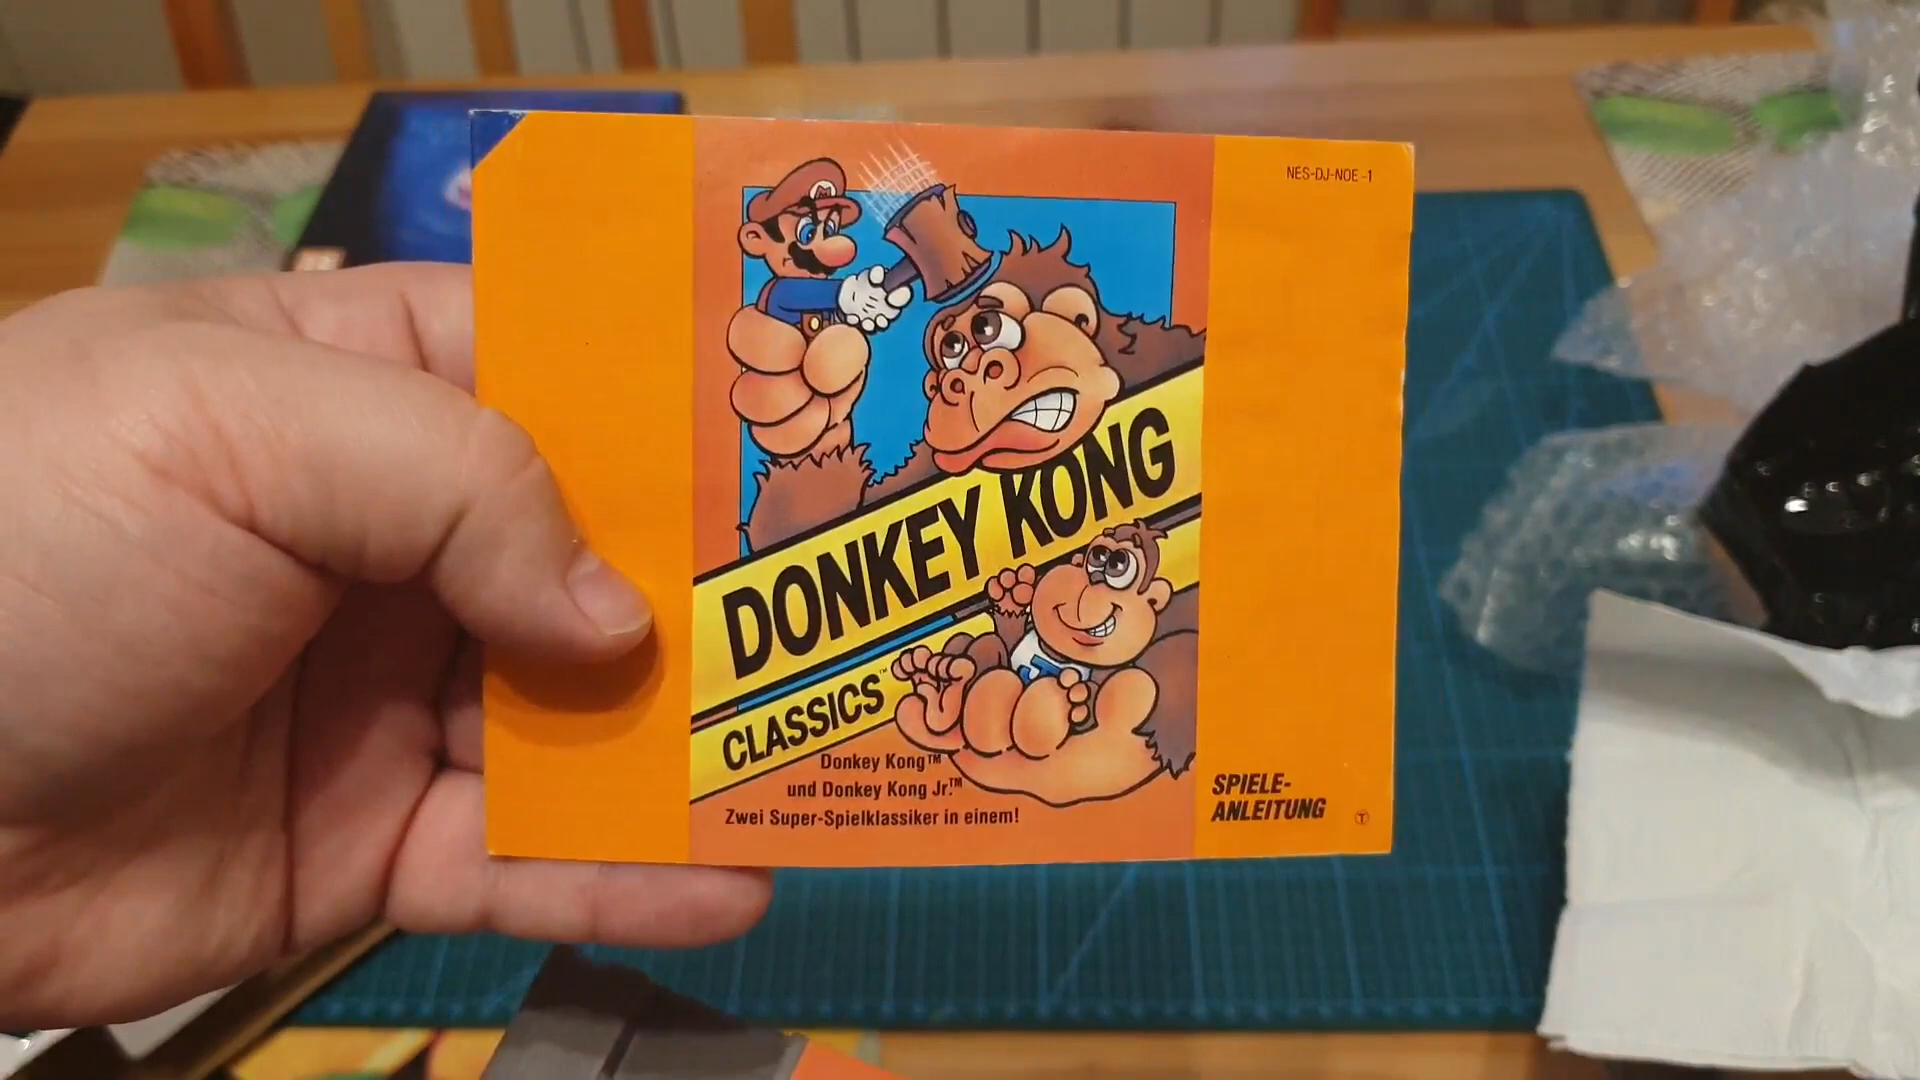 NES-DJ-NOE-1
M
DONKEY KONG
J
CLASSICS™
Donkey Kong™
und Donkey Kong Jr.™
Zwei Super-Spielklassiker in einem!
SPIELE-
ANLEITUNG
T